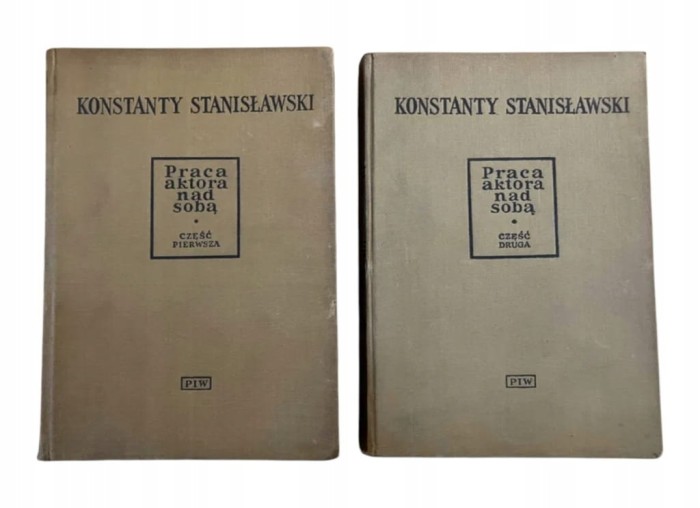 KONSTANTY STANISŁAWSKI
Praca
aktora
nad
sobą
CZĘŚĆ
PIERWSZA
PIW
KONSTANTY STANISŁAWSKI
Praca
aktora
nad
sobą
CZĘŚĆ
DRUGA
PIW